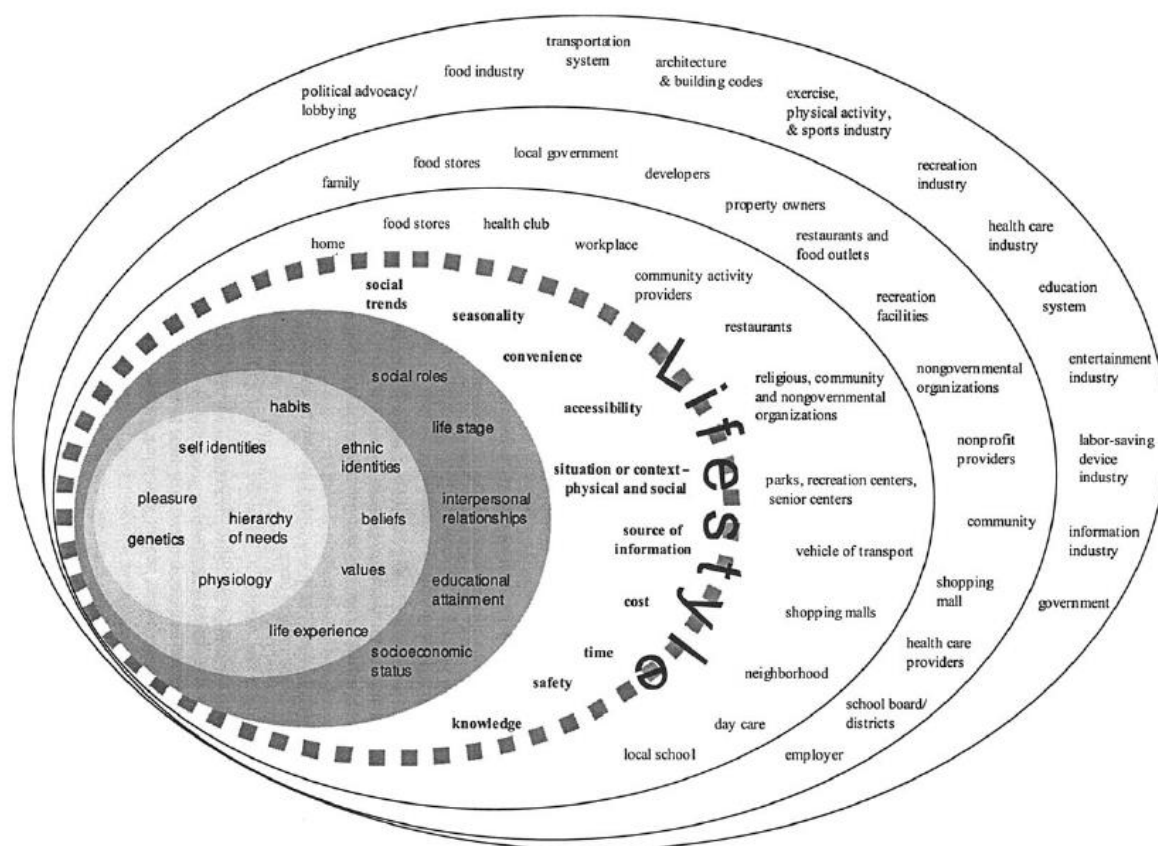 transportation
system
food industry
architecture
& building codes
political advocacy/
lobbying
exercise,
physical activity,
& sports industry
recreation
industry
health care
industry
education
system
entertainment
industry
labor-saving
device
industry
information
industry
government
family
food stores
local government
developers
property owners
restaurants and
food outlets
recreation
facilities
nongovernmental
organizations
nonprofit
providers
community
shopping
mall
health care
providers
school board/
districts
employer
home
food stores
health club
workplace
community activity
providers
restaurants
religious, community
and nongovernmental
organizations
parks, recreation centers,
senior centers
vehicle of transport
shopping malls
neighborhood
day care
local school
Lifestyle
social
trends
seasonality
convenience
accessibility
situation or context–
physical and social
source of
information
cost
time
safety
knowledge
social roles
life stage
interpersonal
relationships
educational
attainment
socioeconomic
status
habits
ethnic
identities
beliefs
values
life experience
self identities
pleasure
hierarchy
of needs
genetics
physiology